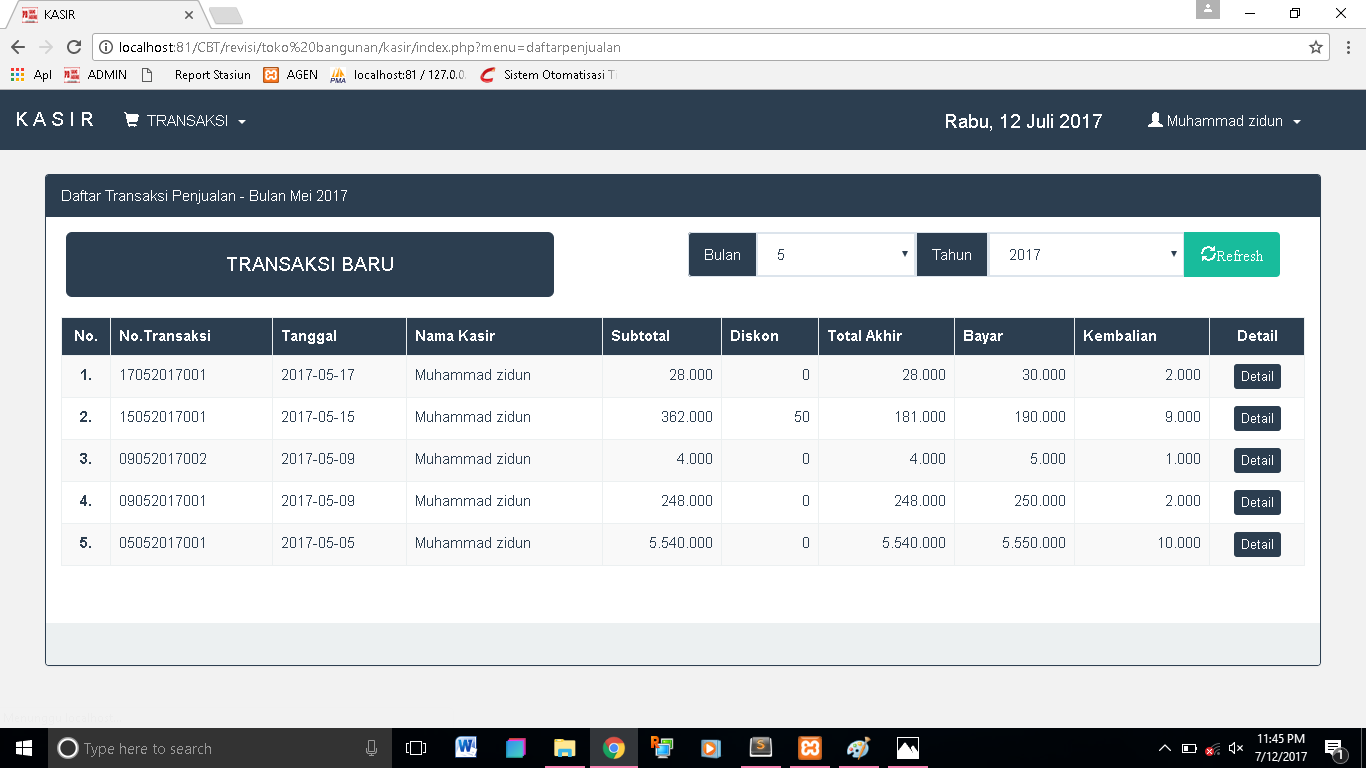 KASIR
localhost:81/CBT/revisi/toko%20bangunan/kasir/index.php?menu=daftarpenjualan
Apl ADMIN Report Stasiun AGEN localhost:81 / 127.0.0. Sistem Otomatisasi Ti
KASIR TRANSAKSI Rabu, 12 Juli 2017 Muhammad zidun
Daftar Transaksi Penjualan - Bulan Mei 2017
TRANSAKSI BARU Bulan 5 Tahun 2017 Refresh
No. No.Transaksi Tanggal Nama Kasir Subtotal Diskon Total Akhir Bayar Kembalian Detail
1. 17052017001 2017-05-17 Muhammad zidun 28.000 0 28.000 30.000 2.000 Detail
2. 15052017001 2017-05-15 Muhammad zidun 362.000 50 181.000 190.000 9.000 Detail
3. 09052017002 2017-05-09 Muhammad zidun 4.000 0 4.000 5.000 1.000 Detail
4. 09052017001 2017-05-09 Muhammad zidun 248.000 0 248.000 250.000 2.000 Detail
5. 05052017001 2017-05-05 Muhammad zidun 5.540.000 0 5.540.000 5.550.000 10.000 Detail
Type here to search
11:45 PM
7/12/2017
1